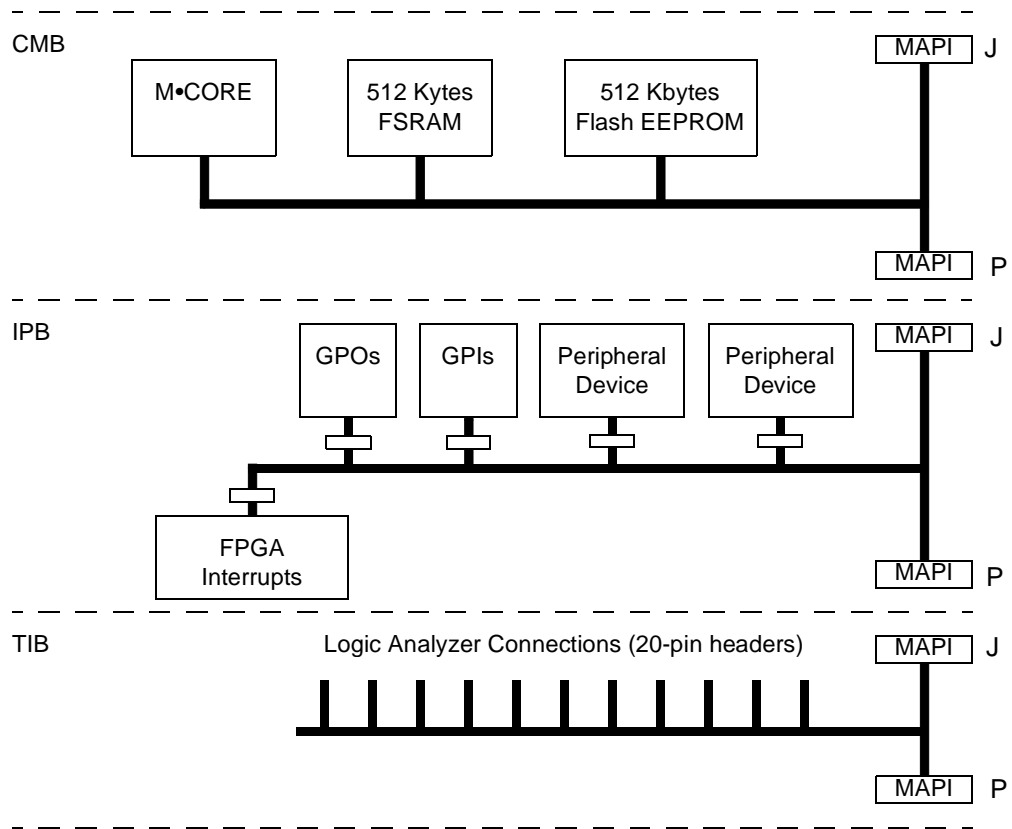 CMB
MAPI J
M•CORE
512 Kytes
FSRAM
512 Kbytes
Flash EEPROM
MAPI P
IPB
MAPI J
GPOs
GPIs
Peripheral
Device
Peripheral
Device
FPGA
Interrupts
MAPI P
TIB
Logic Analyzer Connections (20-pin headers)
MAPI J
MAPI P